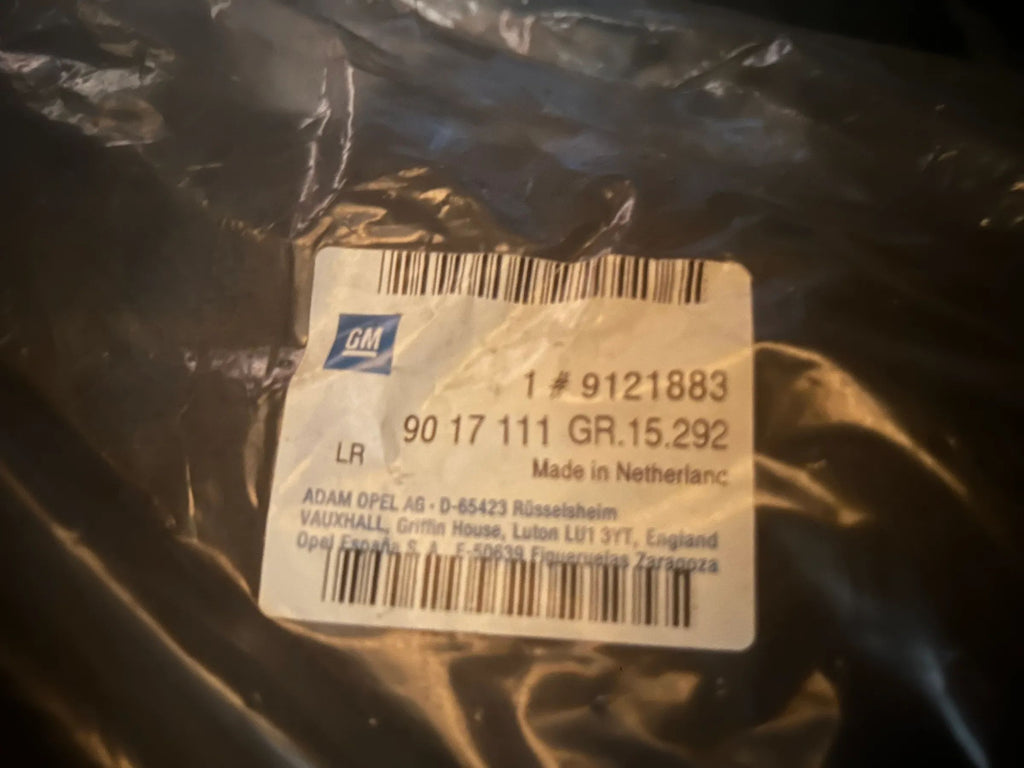 GM
1 # 9121883
90 17 111 GR.15.292
LR
Made in Netherlanc
ADAM OPEL AG · D-65423 Rüsselsheim
VAUXHALL, Griffin House, Luton LU1 3YT, England
Opel España S. A. E-50639 Figueruelas Zaragoza